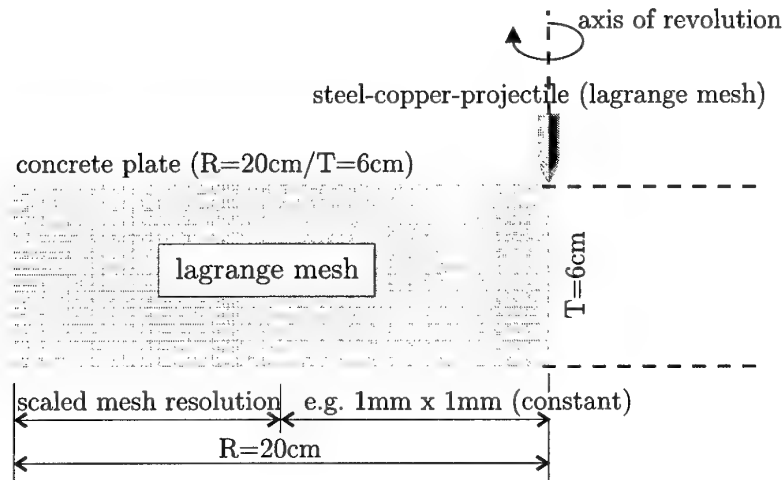 axis of revolution
steel-copper-projectile (lagrange mesh)
concrete plate (R=20cm/T=6cm)
lagrange mesh
T=6cm
scaled mesh resolution
e.g. 1mm x 1mm (constant)
R=20cm